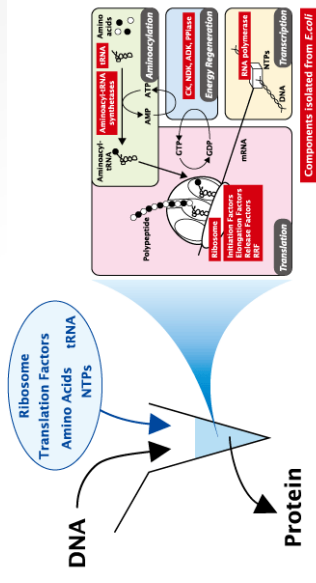 DNA
Ribosome
Translation Factors
Amino Acids tRNA
NTPs
Protein
Amino
acids
tRNA
Aminoacyl-tRNA
synthetases
Aminoacyl-
tRNA
ATP
AMP
Aminoacylation
CK, NDK, ADK, PPiase
Energy Regeneration
GTP
GDP
RNA polymerase
NTPs
DNA
Transcription
mRNA
Polypeptide
Ribosome
Initiation Factors
Elongation Factors
Release Factors
RRF
Translation
Components isolated from E.coli